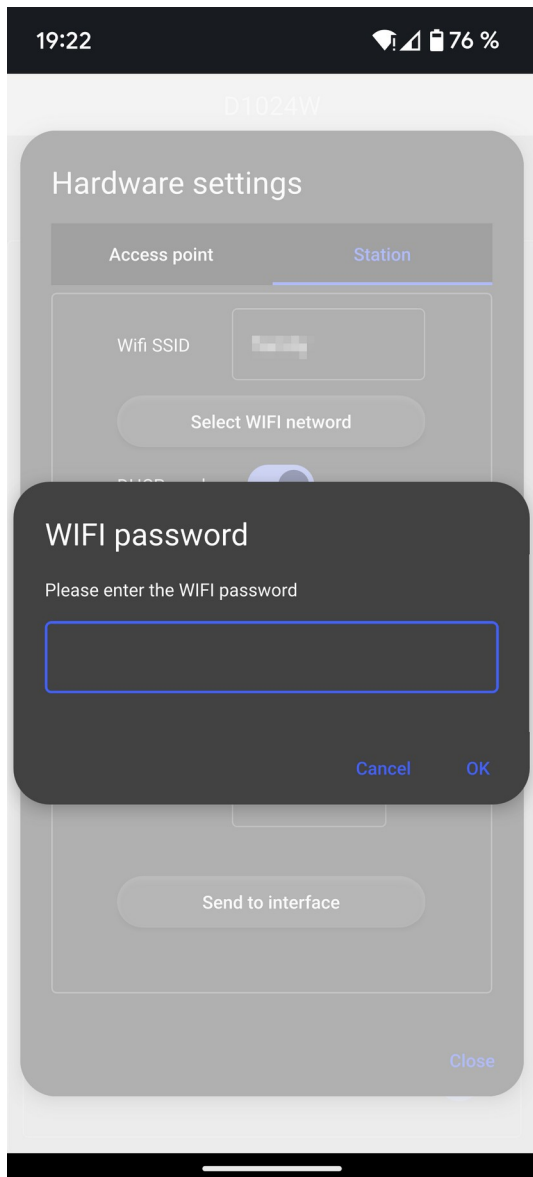 19:22 76 %
D1024W
Hardware settings
Access point Station
Wifi SSID
Select WIFI netword
WIFI password
Please enter the WIFI password
Cancel OK
Send to interface
Close